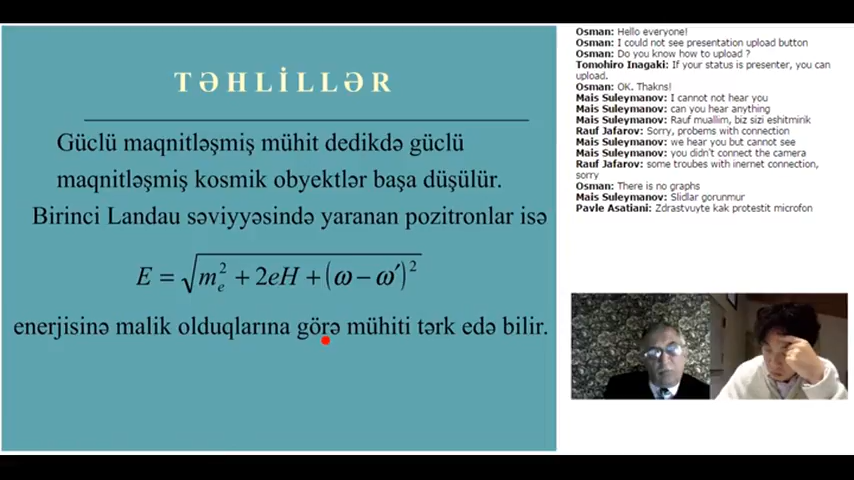 TƏHLİLLƏR
Güclü maqnitləşmiş mühit dedikdə güclü
maqnitləşmiş kosmik obyektlər başa düşülür.
Birinci Landau səviyyəsində yaranan pozitronlar isə
E = √(mₑ² + 2eH + (ω − ω′)²)
enerjisinə malik olduqlarına görə mühiti tərk edə bilir.
Osman: Hello everyone!
Osman: I could not see presentation upload button
Osman: Do you know how to upload ?
Tomohiro Inagaki: If your status is presenter, you can
upload.
Osman: OK. Thakns!
Mais Suleymanov: I cannot not hear you
Mais Suleymanov: can you hear anything
Mais Suleymanov: Rauf muallim, biz sizi eshitmink
Rauf Jafarov: Sorry, probems with connection
Mais Suleymanov: we hear you but cannot see
Mais Suleymanov: you didn't connect the camera
Rauf Jafarov: some troubes with inernet connection,
sorry
Osman: There is no graphs
Mais Suleymanov: Slidlar gorunmur
Pavle Asatiani: Zdrastvuyte kak protestit microfon